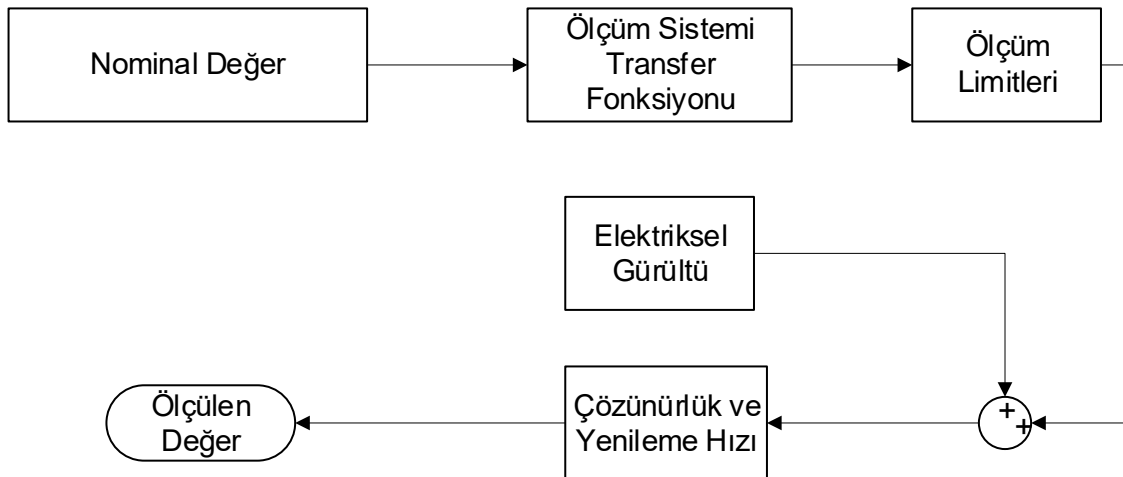 Nominal Değer
Ölçüm Sistemi
Transfer
Fonksiyonu
Ölçüm
Limitleri
Elektriksel
Gürültü
+
+
Çözünürlük ve
Yenileme Hızı
Ölçülen
Değer